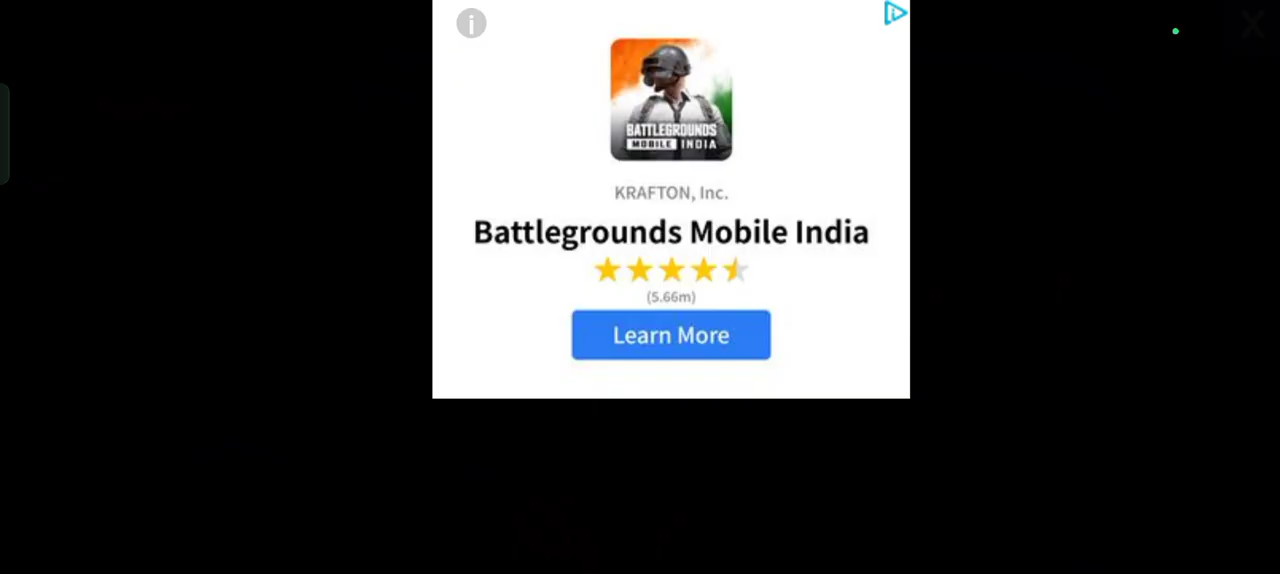 BATTLEGROUNDS
MOBILE INDIA
KRAFTON, Inc.
Battlegrounds Mobile India
(5.66m)
Learn More